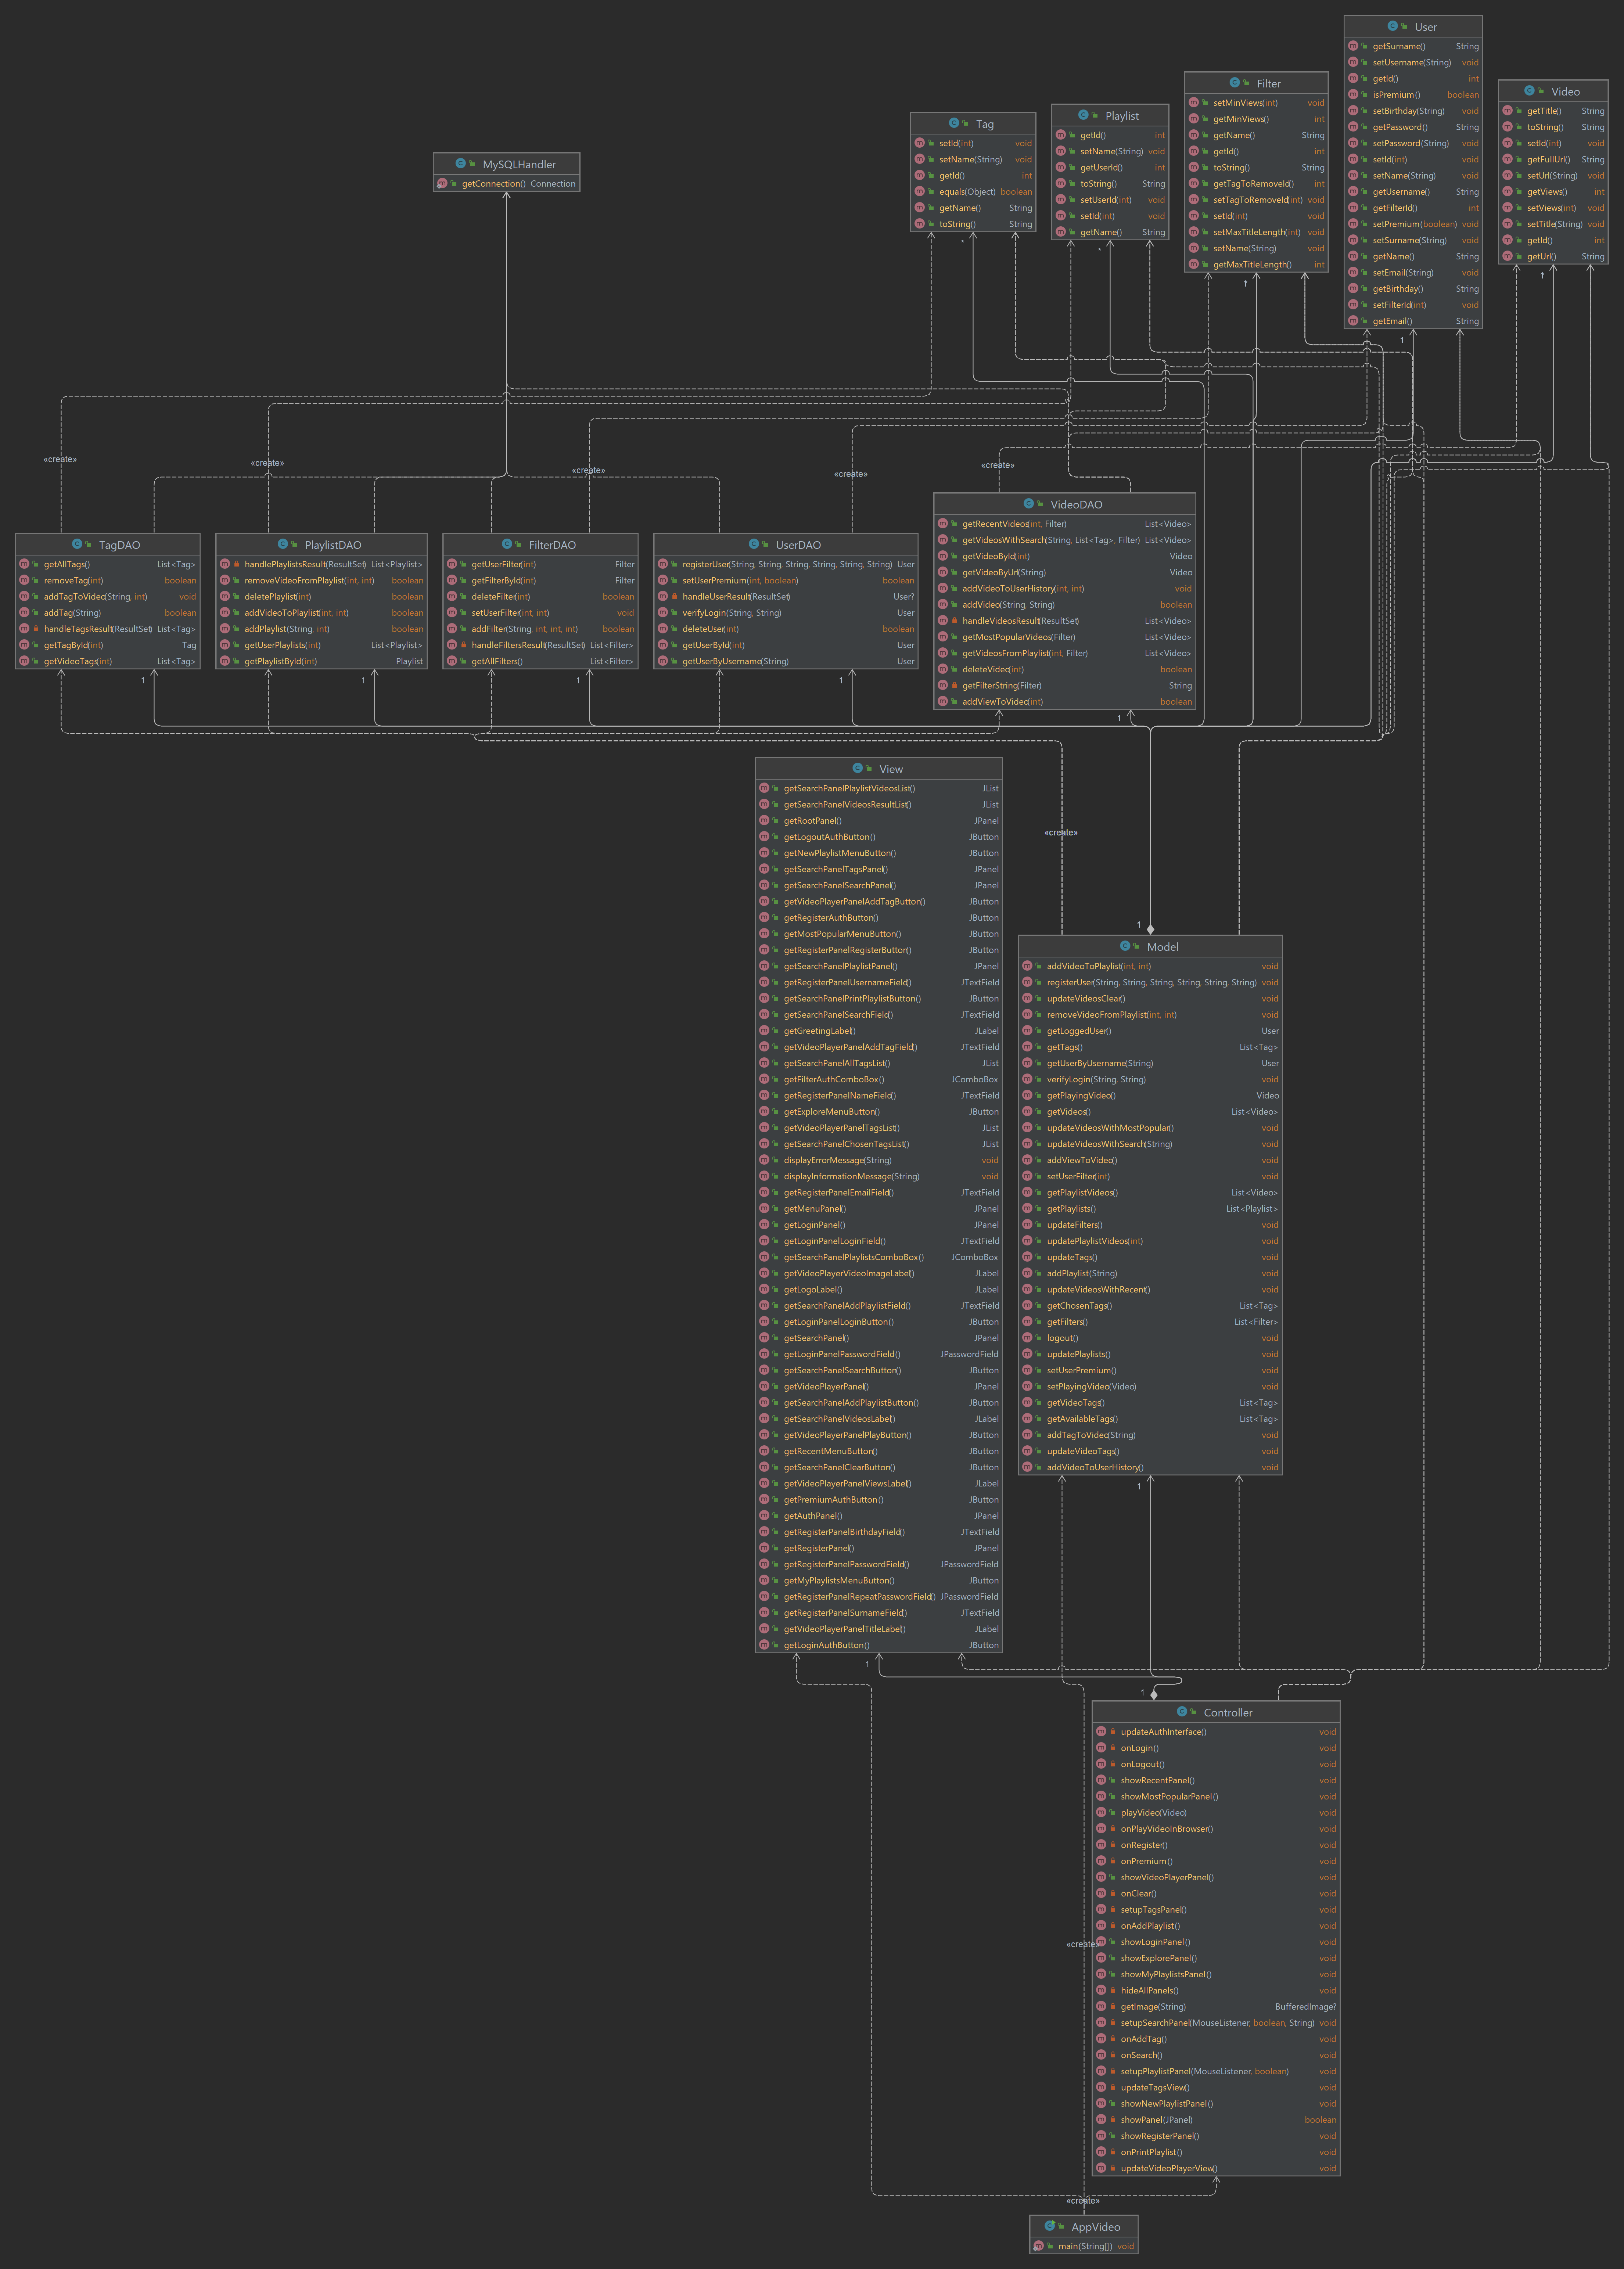 User
getSurname() String
setUsername(String) void
getId() int
isPremium() boolean
setBirthday(String) void
getPassword() String
setPassword(String) void
setId(int) void
setName(String) void
getUsername() String
getFilterId() int
setPremium(boolean) void
setSurname(String) void
getName() String
setEmail(String) void
getBirthday() String
setFilterId(int) void
getEmail() String
Filter
setMinViews(int) void
getMinViews() int
getName() String
getId() int
toString() String
getTagToRemoveId() int
setTagToRemoveId(int) void
setId(int) void
setMaxTitleLength(int) void
setName(String) void
getMaxTitleLength() int
Video
getTitle() String
toString() String
setId(int) void
getFullUrl() String
setUrl(String) void
getViews() int
setViews(int) void
setTitle(String) void
getId() int
getUrl() String
Playlist
getId() int
setName(String) void
getUserId() int
toString() String
setUserId(int) void
setId(int) void
getName() String
Tag
setId(int) void
setName(String) void
getId() int
equals(Object) boolean
getName() String
toString() String
MySQLHandler
getConnection() Connection
*
*
*
1
*
«create»
«create»
«create»
«create»
«create»
TagDAO
getAllTags() List<Tag>
removeTag(int) boolean
addTagToVideo(String, int) void
addTag(String) boolean
handleTagsResult(ResultSet) List<Tag>
getTagById(int) Tag
getVideoTags(int) List<Tag>
PlaylistDAO
handlePlaylistsResult(ResultSet) List<Playlist>
removeVideoFromPlaylist(int, int) boolean
deletePlaylist(int) boolean
addVideoToPlaylist(int, int) boolean
addPlaylist(String, int) boolean
getUserPlaylists(int) List<Playlist>
getPlaylistById(int) Playlist
FilterDAO
getUserFilter(int) Filter
getFilterById(int) Filter
deleteFilter(int) boolean
setUserFilter(int, int) void
addFilter(String, int, int, int) boolean
handleFiltersResult(ResultSet) List<Filter>
getAllFilters() List<Filter>
UserDAO
registerUser(String, String, String, String, String, String) User
setUserPremium(int, boolean) boolean
handleUserResult(ResultSet) User?
verifyLogin(String, String) User
deleteUser(int) boolean
getUserById(int) User
getUserByUsername(String) User
VideoDAO
getRecentVideos(int, Filter) List<Video>
getVideosWithSearch(String, List<Tag>, Filter) List<Video>
getVideoById(int) Video
getVideoByUrl(String) Video
addVideoToUserHistory(int, int) void
addVideo(String, String) boolean
handleVideosResult(ResultSet) List<Video>
getMostPopularVideos(Filter) List<Video>
getVideosFromPlaylist(int, Filter) List<Video>
deleteVideo(int) boolean
getFilterString(Filter) String
addViewToVideo(int) boolean
1
1
1
1
1
«create»
1
View
getSearchPanelPlaylistVideosList() JList
getSearchPanelVideosResultList() JList
getRootPanel() JPanel
getLogoutAuthButton() JButton
getNewPlaylistMenuButton() JButton
getSearchPanelTagsPanel() JPanel
getSearchPanelSearchPanel() JPanel
getVideoPlayerPanelAddTagButton() JButton
getRegisterAuthButton() JButton
getMostPopularMenuButton() JButton
getRegisterPanelRegisterButton() JButton
getSearchPanelPlaylistPanel() JPanel
getRegisterPanelUsernameField() JTextField
getSearchPanelPrintPlaylistButton() JButton
getSearchPanelSearchField() JTextField
getGreetingLabel() JLabel
getVideoPlayerPanelAddTagField() JTextField
getSearchPanelAllTagsList() JList
getFilterAuthComboBox() JComboBox
getRegisterPanelNameField() JTextField
getExploreMenuButton() JButton
getVideoPlayerPanelTagsList() JList
getSearchPanelChosenTagsList() JList
displayErrorMessage(String) void
displayInformationMessage(String) void
getRegisterPanelEmailField() JTextField
getMenuPanel() JPanel
getLoginPanel() JPanel
getLoginPanelLoginField() JTextField
getSearchPanelPlaylistsComboBox() JComboBox
getVideoPlayerVideoImageLabel() JLabel
getLogoLabel() JLabel
getSearchPanelAddPlaylistField() JTextField
getLoginPanelLoginButton() JButton
getSearchPanel() JPanel
getLoginPanelPasswordField() JPasswordField
getSearchPanelSearchButton() JButton
getVideoPlayerPanel() JPanel
getSearchPanelAddPlaylistButton() JButton
getSearchPanelVideosLabel() JLabel
getVideoPlayerPanelPlayButton() JButton
getRecentMenuButton() JButton
getSearchPanelClearButton() JButton
getVideoPlayerPanelViewsLabel() JLabel
getPremiumAuthButton() JButton
getAuthPanel() JPanel
getRegisterPanelBirthdayField() JTextField
getRegisterPanel() JPanel
getRegisterPanelPasswordField() JPasswordField
getMyPlaylistsMenuButton() JButton
getRegisterPanelRepeatPasswordField() JPasswordField
getRegisterPanelSurnameField() JTextField
getVideoPlayerPanelTitleLabel() JLabel
getLoginAuthButton() JButton
Model
addVideoToPlaylist(int, int) void
registerUser(String, String, String, String, String, String) void
updateVideosClear() void
removeVideoFromPlaylist(int, int) void
getLoggedUser() User
getTags() List<Tag>
getUserByUsername(String) User
verifyLogin(String, String) void
getPlayingVideo() Video
getVideos() List<Video>
updateVideosWithMostPopular() void
updateVideosWithSearch(String) void
addViewToVideo() void
setUserFilter(int) void
getPlaylistVideos() List<Video>
getPlaylists() List<Playlist>
updateFilters() void
updatePlaylistVideos(int) void
updateTags() void
addPlaylist(String) void
updateVideosWithRecent() void
getChosenTags() List<Tag>
getFilters() List<Filter>
logout() void
updatePlaylists() void
setUserPremium() void
setPlayingVideo(Video) void
getVideoTags() List<Tag>
getAvailableTags() List<Tag>
addTagToVideo(String) void
updateVideoTags() void
addVideoToUserHistory() void
1
1
1
Controller
updateAuthInterface() void
onLogin() void
onLogout() void
showRecentPanel() void
showMostPopularPanel() void
playVideo(Video) void
onPlayVideoInBrowser() void
onRegister() void
onPremium() void
showVideoPlayerPanel() void
onClear() void
setupTagsPanel() void
onAddPlaylist() void
showLoginPanel() void
showExplorePanel() void
showMyPlaylistsPanel() void
hideAllPanels() void
getImage(String) BufferedImage?
setupSearchPanel(MouseListener, boolean, String) void
onAddTag() void
onSearch() void
setupPlaylistPanel(MouseListener, boolean) void
updateTagsView() void
showNewPlaylistPanel() void
showPanel(JPanel) boolean
showRegisterPanel() void
onPrintPlaylist() void
updateVideoPlayerView() void
«create»
«create»
AppVideo
main(String[]) void